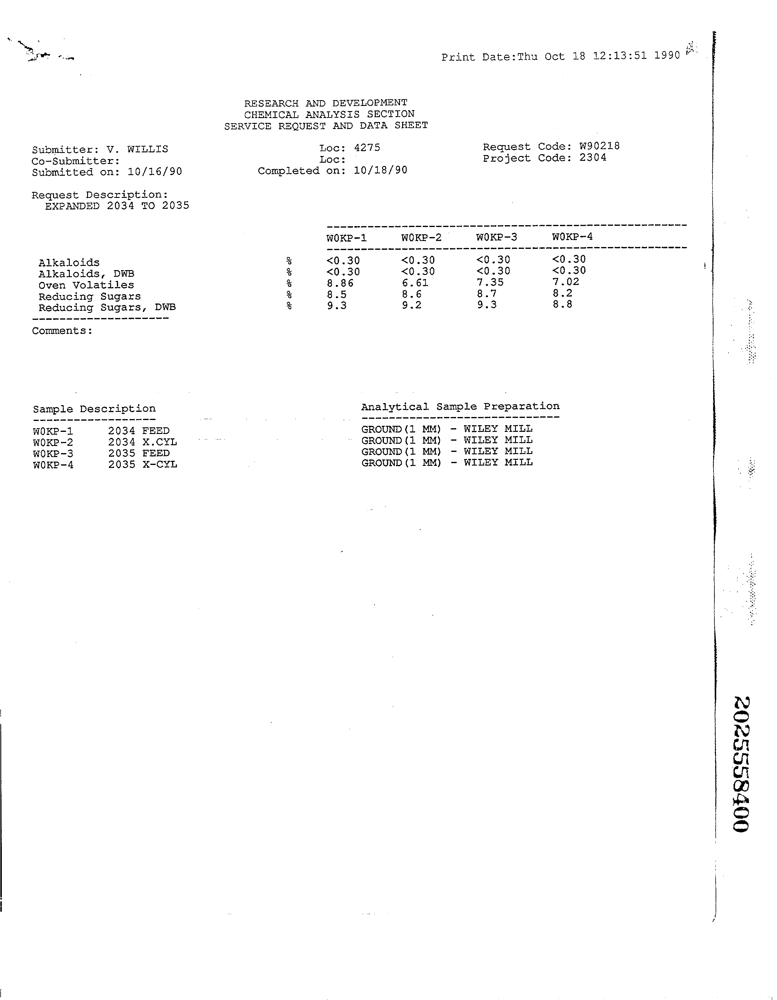 Print Date:Thu Oct 18 12:13:51 1990
RESEARCH AND DEVELOPMENT
CHEMICAL ANALYSIS SECTION
SERVICE REQUEST AND DATA SHEET
Submitter: V. WILLIS Loc: 4275 Request Code: W90218
Co-Submitter: Loc: Project Code: 2304
Submitted on: 10/16/90 Completed on: 10/18/90
Request Description:
EXPANDED 2034 TO 2035
W0KP-1 W0KP-2 W0KP-3 W0KP-4
Alkaloids % <0.30 <0.30 <0.30 <0.30
Alkaloids, DWB % <0.30 <0.30 <0.30 <0.30
Oven Volatiles % 8.86 6.61 7.35 7.02
Reducing Sugars % 8.5 8.6 8.7 8.2
Reducing Sugars, DWB % 9.3 9.2 9.3 8.8
Comments:
Sample Description Analytical Sample Preparation
W0KP-1 2034 FEED GROUND(1 MM) - WILEY MILL
W0KP-2 2034 X.CYL GROUND(1 MM) - WILEY MILL
W0KP-3 2035 FEED GROUND(1 MM) - WILEY MILL
W0KP-4 2035 X-CYL GROUND(1 MM) - WILEY MILL
2025558400